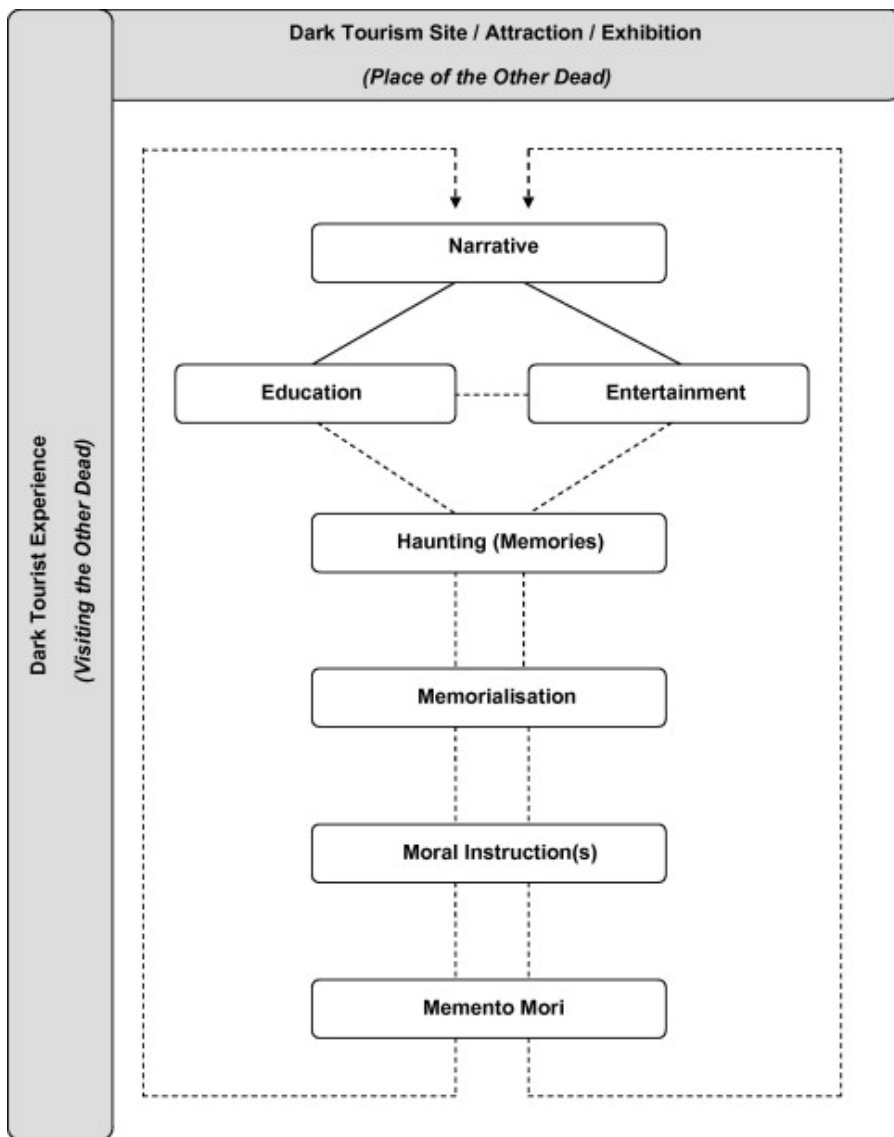 Dark Tourism Site / Attraction / Exhibition
(Place of the Other Dead)
Dark Tourist Experience
(Visiting the Other Dead)
Narrative
Education
Entertainment
Haunting (Memories)
Memorialisation
Moral Instruction(s)
Memento Mori